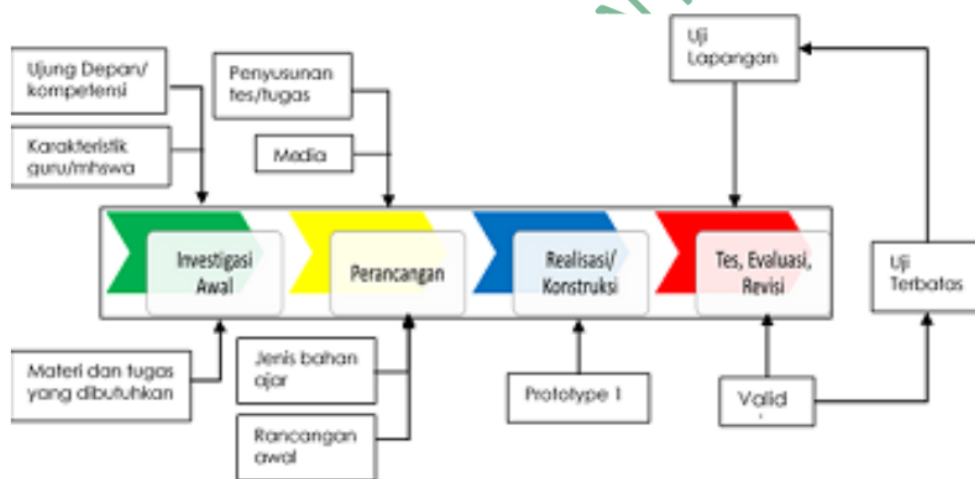 Uji
Lapangan
Ujung Depan/
kompetensi
Penyusunan
tes/tugas
Karakteristik
guru/mhswa
Media
Investigasi
Awal
Perancangan
Realisasi/
Konstruksi
Tes, Evaluasi,
Revisi
Uji
Terbatas
Materi dan tugas
yang dibutuhkan
Jenis bahan
ajar
Prototype 1
Valid
Rancangan
awal